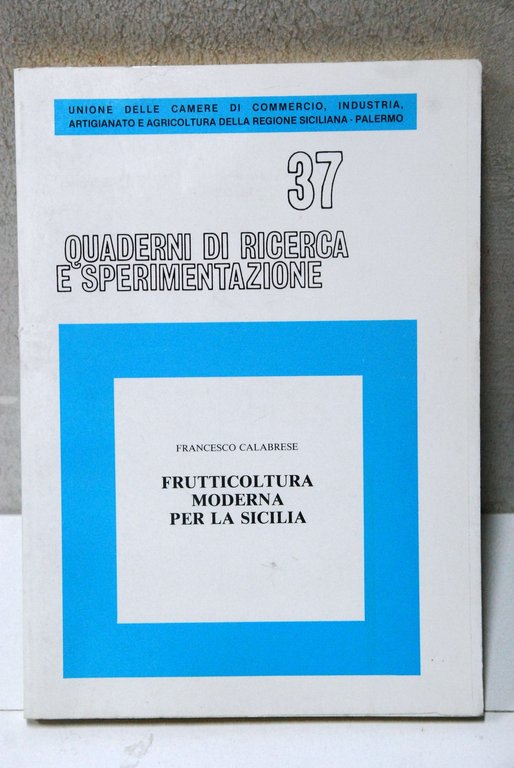 UNIONE DELLE CAMERE DI COMMERCIO, INDUSTRIA,
ARTIGIANATO E AGRICOLTURA DELLA REGIONE SICILIANA - PALERMO
37
QUADERNI DI RICERCA
E SPERIMENTAZIONE
FRANCESCO CALABRESE
FRUTTICOLTURA
MODERNA
PER LA SICILIA